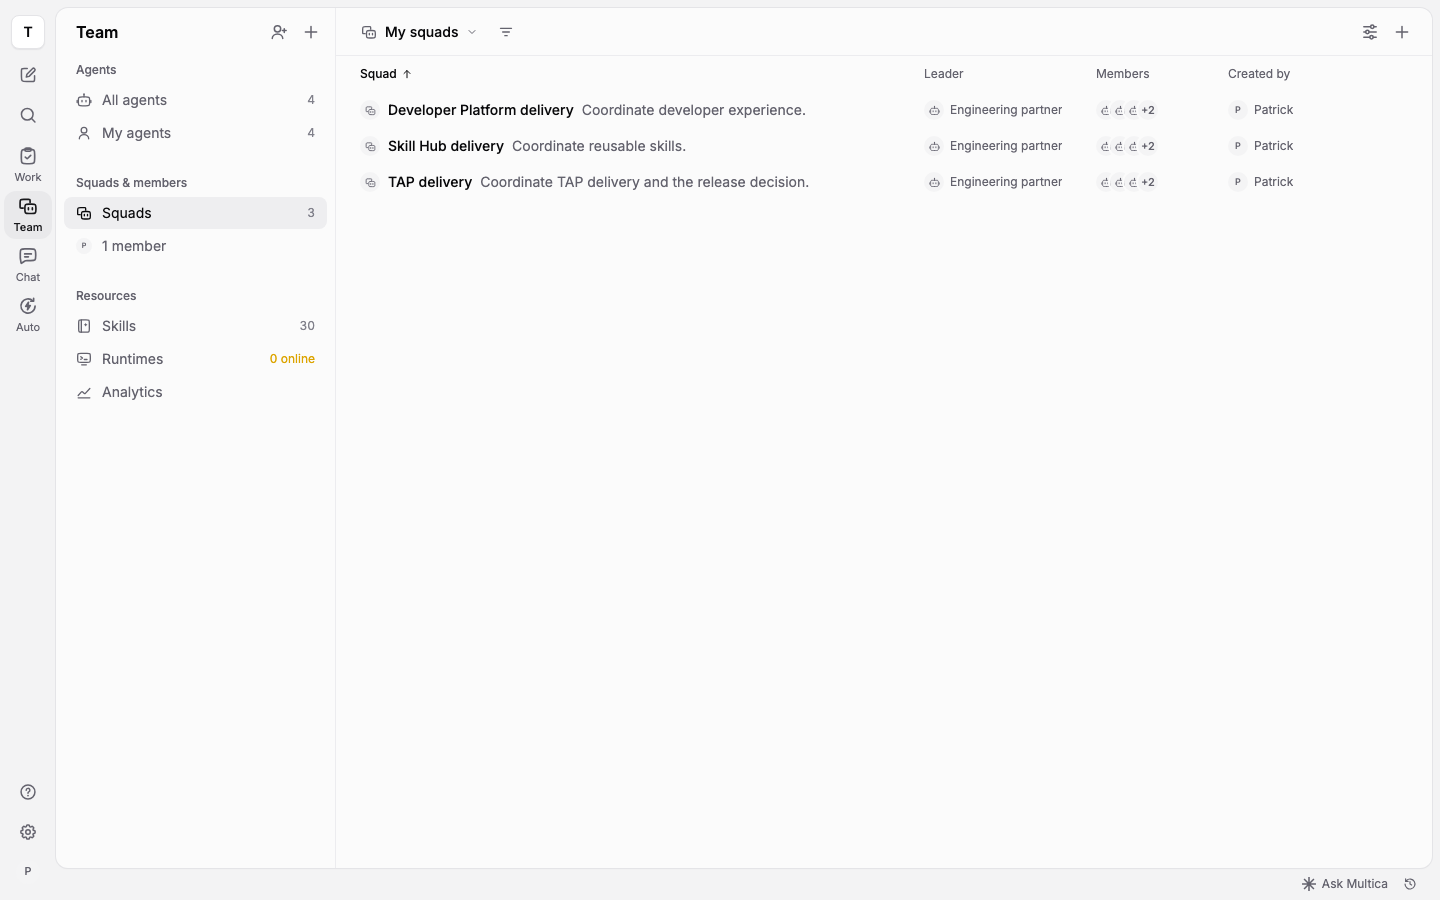 T
Work
Team
Chat
Auto
P
Team
Agents
All agents 4
My agents 4
Squads & members
Squads 3
P 1 member
Resources
Skills 30
Runtimes 0 online
Analytics
My squads
Squad ↑ Leader Members Created by
Developer Platform delivery Coordinate developer experience. Engineering partner +2 P Patrick
Skill Hub delivery Coordinate reusable skills. Engineering partner +2 P Patrick
TAP delivery Coordinate TAP delivery and the release decision. Engineering partner +2 P Patrick
Ask Multica